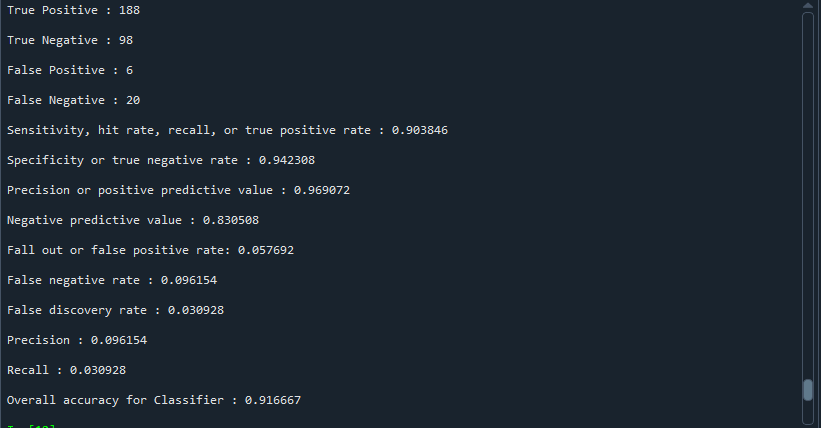 True Positive : 188
True Negative : 98
False Positive : 6
False Negative : 20
Sensitivity, hit rate, recall, or true positive rate : 0.903846
Specificity or true negative rate : 0.942308
Precision or positive predictive value : 0.969072
Negative predictive value : 0.830508
Fall out or false positive rate: 0.057692
False negative rate : 0.096154
False discovery rate : 0.030928
Precision : 0.096154
Recall : 0.030928
Overall accuracy for Classifier : 0.916667